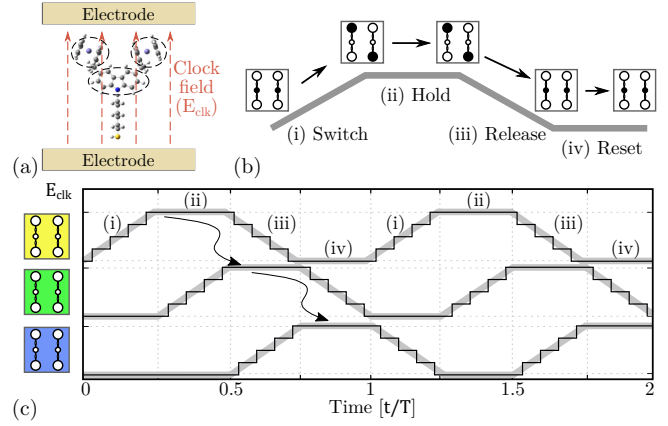 (a)
Electrode
Clock
field
(E_clk)
Electrode
(b)
(i) Switch
(ii) Hold
(iii) Release
(iv) Reset
E_clk
(i)
(ii)
(iii)
(iv)
(i)
(ii)
(iii)
(iv)
0
0.5
1
1.5
2
Time [t/T]
(c)